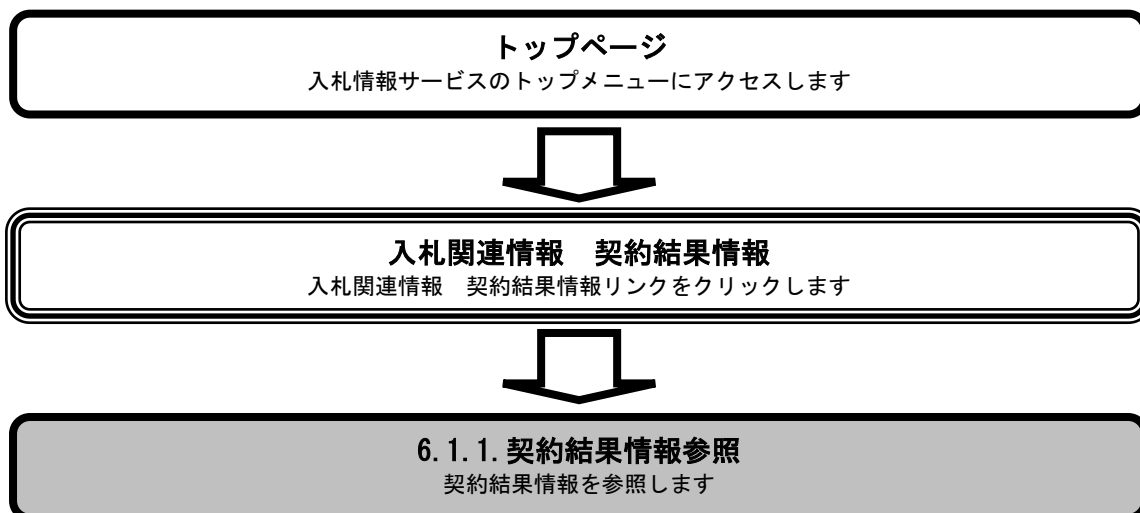 トップページ
入札情報サービスのトップメニューにアクセスします
入札関連情報　契約結果情報
入札関連情報　契約結果情報リンクをクリックします
6.1.1.契約結果情報参照
契約結果情報を参照します